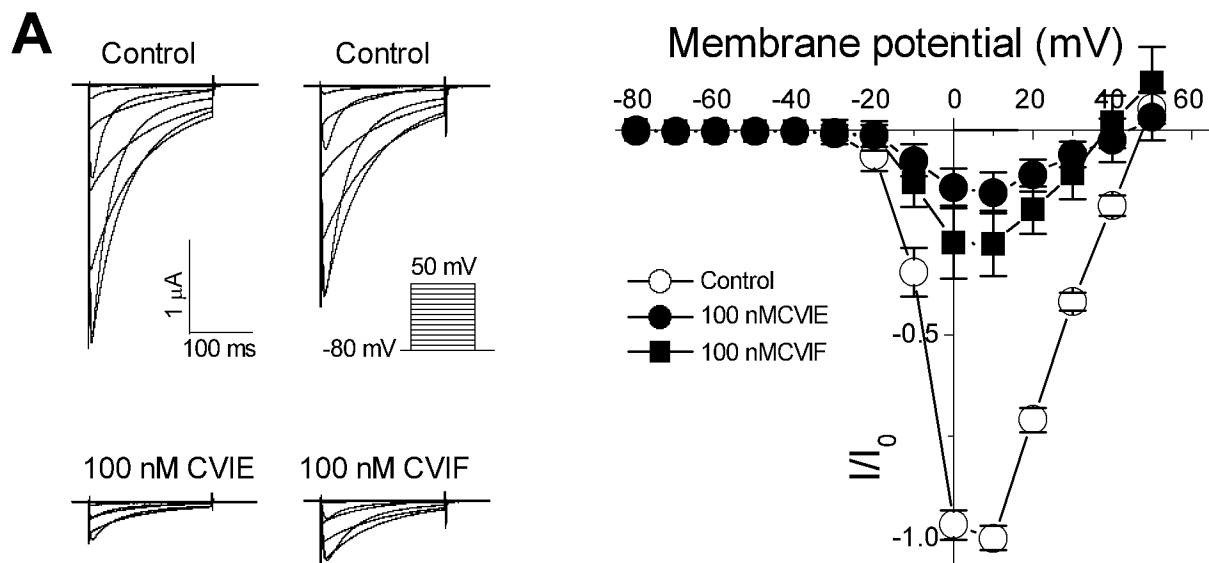 A
Control
Control
1 μA
100 ms
50 mV
-80 mV
100 nM CVIE
100 nM CVIF
Membrane potential (mV)
-80 -60 -40 -20 0 20 40 60
Control
100 nMCVIE
100 nMCVIF
-0.5
-1.0
I/I0